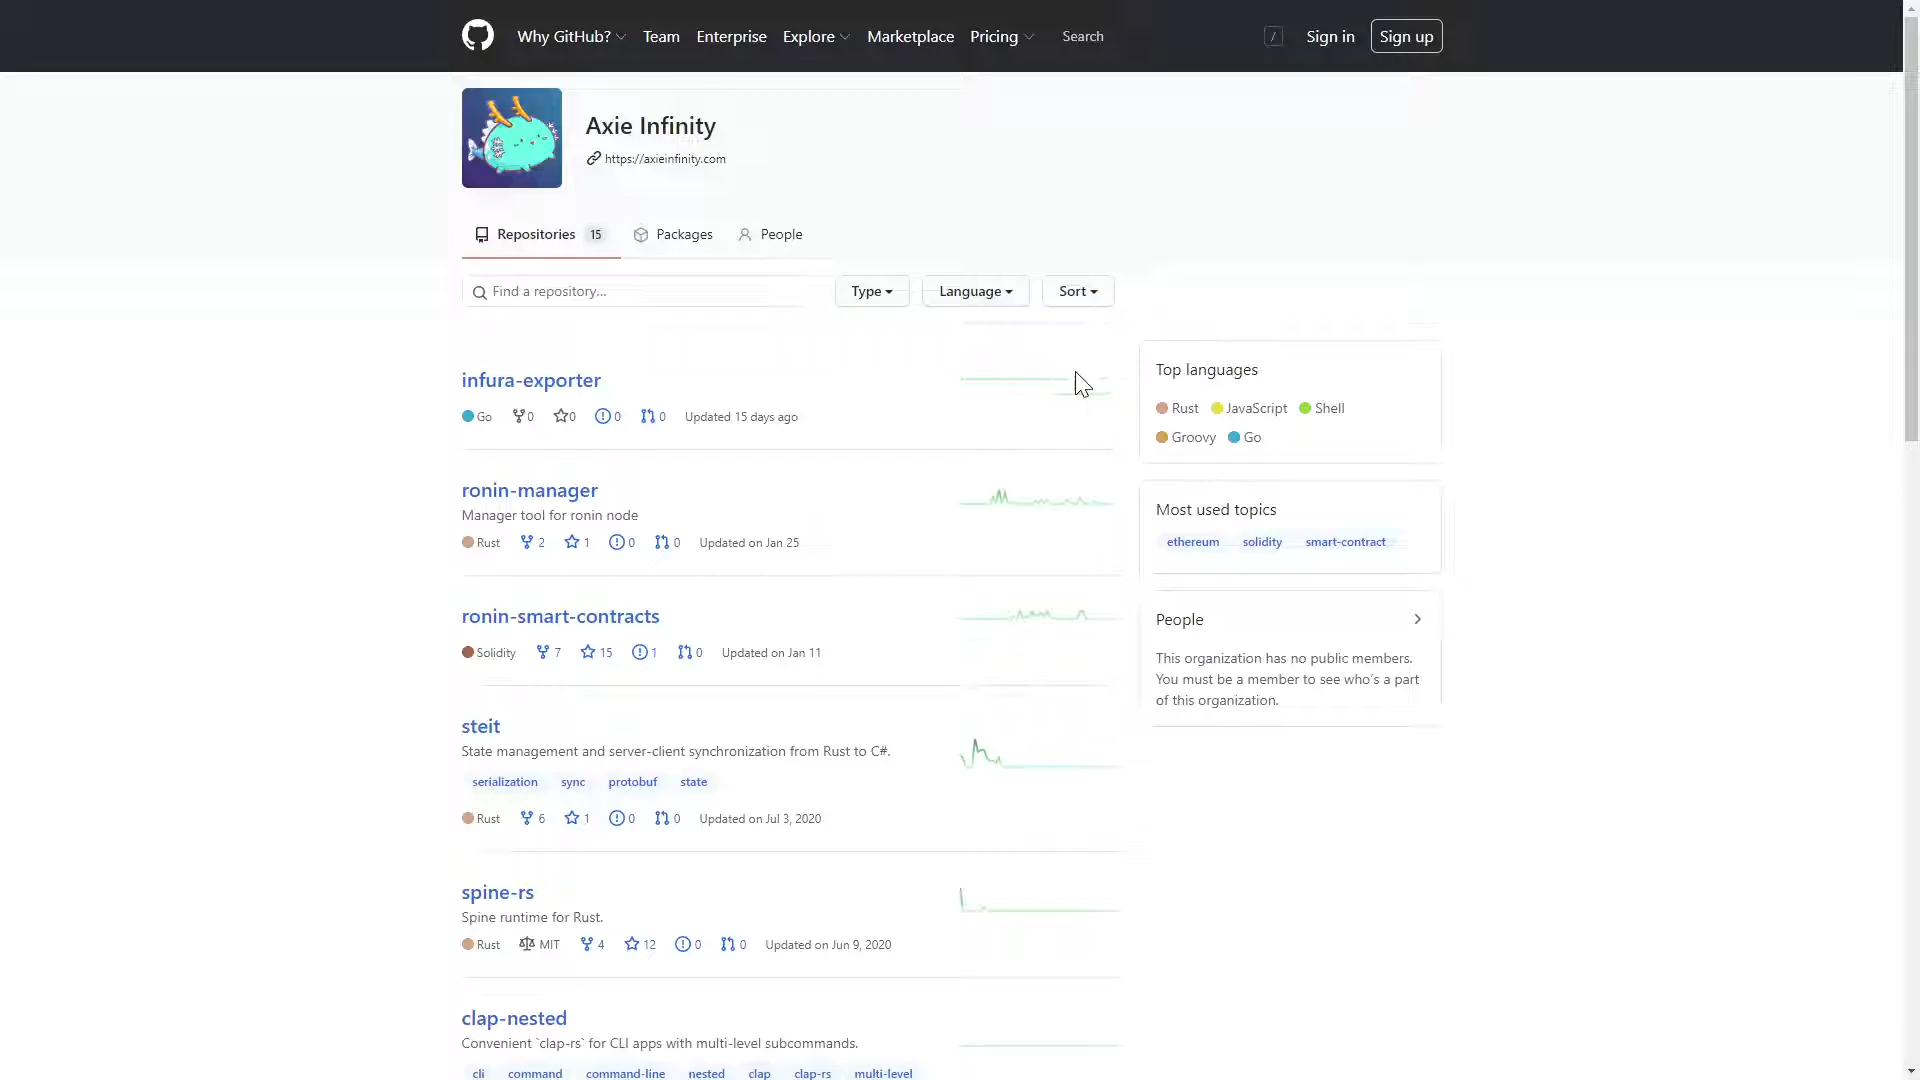 Why GitHub? Team Enterprise Explore Marketplace Pricing Search / Sign in Sign up
Axie Infinity
https://axieinfinity.com
Repositories 15 Packages People
Find a repository... Type Language Sort
infura-exporter
Go 0 0 0 0 Updated 15 days ago
ronin-manager
Manager tool for ronin node
Rust 2 1 0 0 Updated on Jan 25
ronin-smart-contracts
Solidity 7 15 1 0 Updated on Jan 11
steit
State management and server-client synchronization from Rust to C#.
serialization sync protobuf state
Rust 6 1 0 0 Updated on Jul 3, 2020
spine-rs
Spine runtime for Rust.
Rust MIT 4 12 0 0 Updated on Jun 9, 2020
clap-nested
Convenient `clap-rs` for CLI apps with multi-level subcommands.
cli command command-line nested clap clap-rs multi-level
Top languages
Rust JavaScript Shell
Groovy Go
Most used topics
ethereum solidity smart-contract
People
This organization has no public members.
You must be a member to see who's a part
of this organization.